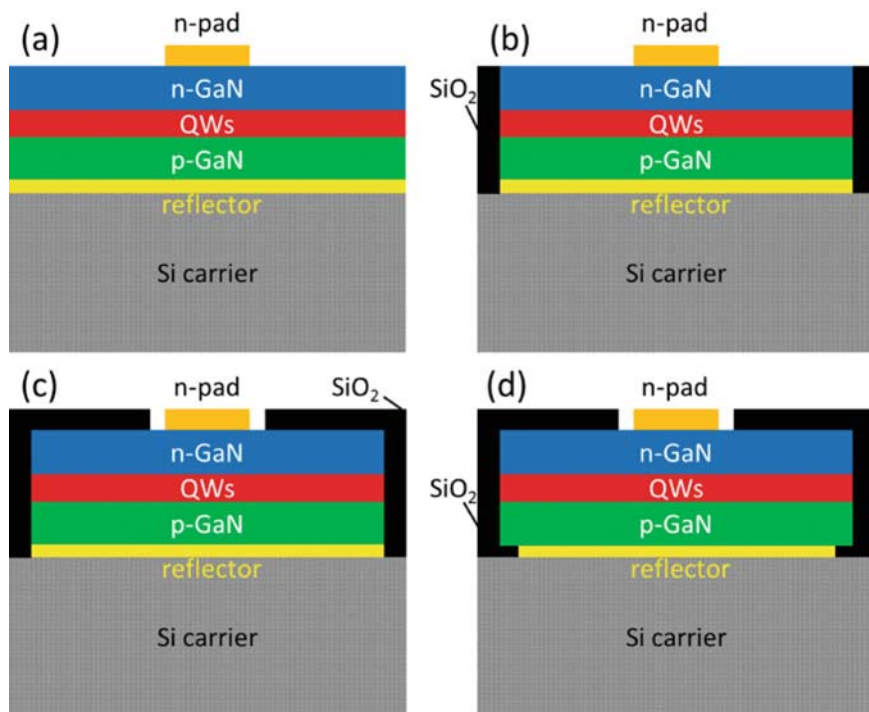 (a)
n-pad
n-GaN
QWs
p-GaN
reflector
Si carrier
(b)
n-pad
SiO₂
n-GaN
QWs
p-GaN
reflector
Si carrier
(c)
n-pad
SiO₂
n-GaN
QWs
p-GaN
reflector
Si carrier
(d)
n-pad
SiO₂
n-GaN
QWs
p-GaN
reflector
Si carrier